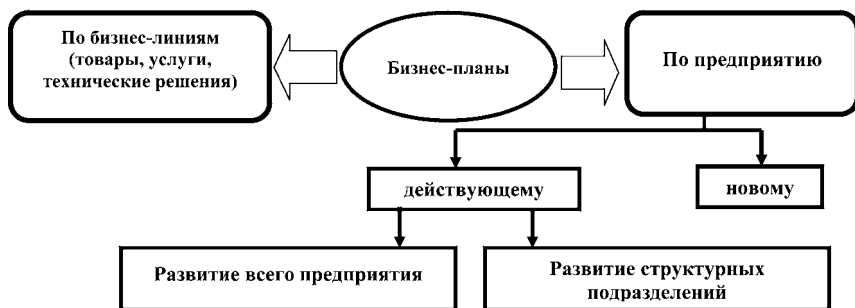 По бизнес-линиям
(товары, услуги,
технические решения)
Бизнес-планы
По предприятию
действующему
новому
Развитие всего предприятия
Развитие структурных
подразделений